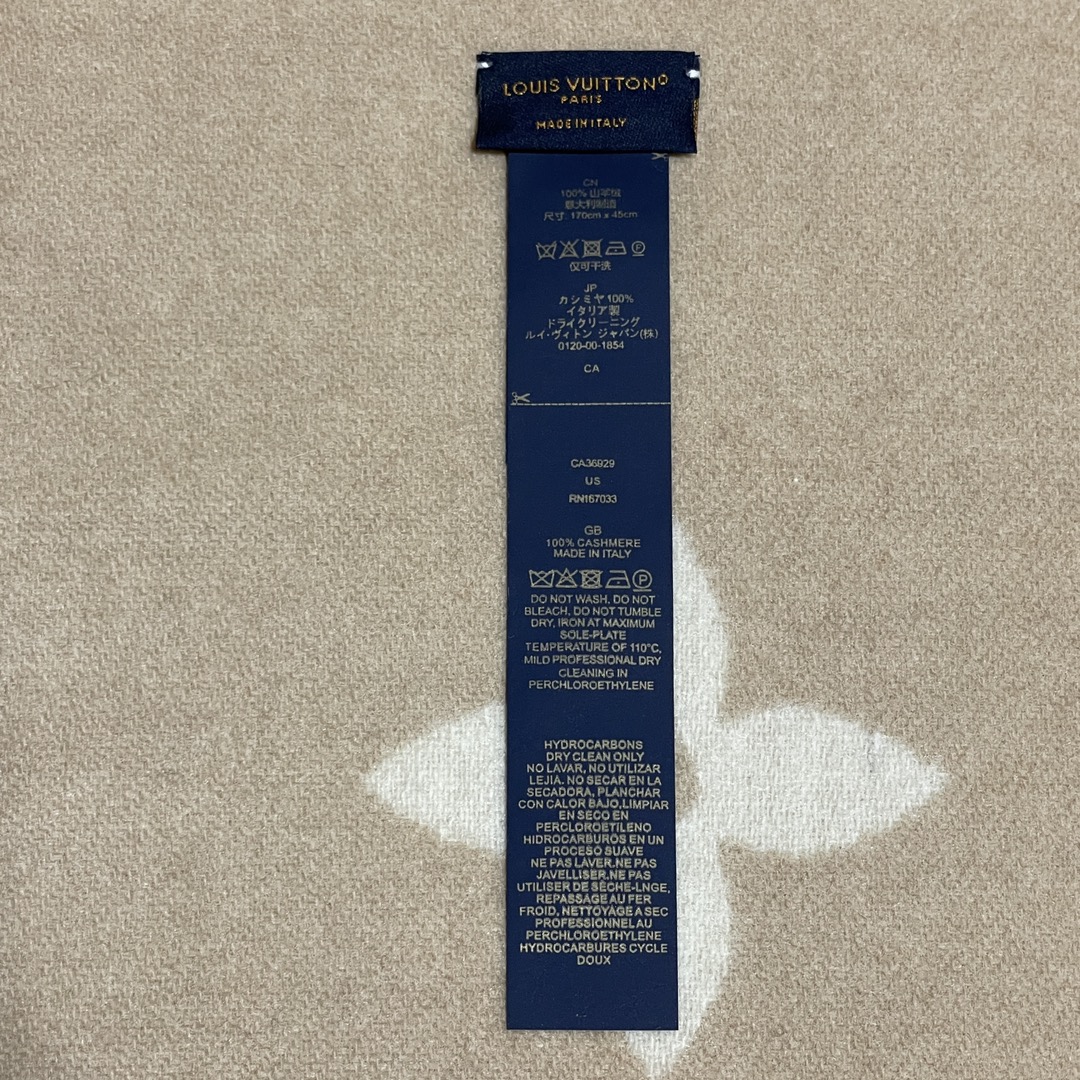 LOUIS VUITTON
PARIS
MADE IN ITALY
CN
100% 山羊绒
意大利制造
尺寸: 170cm x 45cm
F
仅可干洗
JP
カシミヤ 100%
イタリア製
ドライクリーニング
ルイ・ヴィトン ジャパン(株)
0120-00-1854
CA
CA36929
US
RN167033
GB
100% CASHMERE
MADE IN ITALY
P
DO NOT WASH, DO NOT
BLEACH, DO NOT TUMBLE
DRY, IRON AT MAXIMUM
SOLE-PLATE
TEMPERATURE OF 110°C,
MILD PROFESSIONAL DRY
CLEANING IN
PERCHLOROETHYLENE
HYDROCARBONS
DRY CLEAN ONLY
NO LAVAR, NO UTILIZAR
LEJIA. NO SECAR EN LA
SECADORA, PLANCHAR
CON CALOR BAJO,LIMPIAR
EN SECO EN
PERCLOROETILENO
HIDROCARBUROS EN UN
PROCESO SUAVE
NE PAS LAVER.NE PAS
JAVELLISER.NE PAS
UTILISER DE SÈCHE-LNGE,
REPASSAGE AU FER
FROID, NETTOYAGE A SEC
PROFESSIONNEL AU
PERCHLOROETHYLENE
HYDROCARBURES CYCLE
DOUX